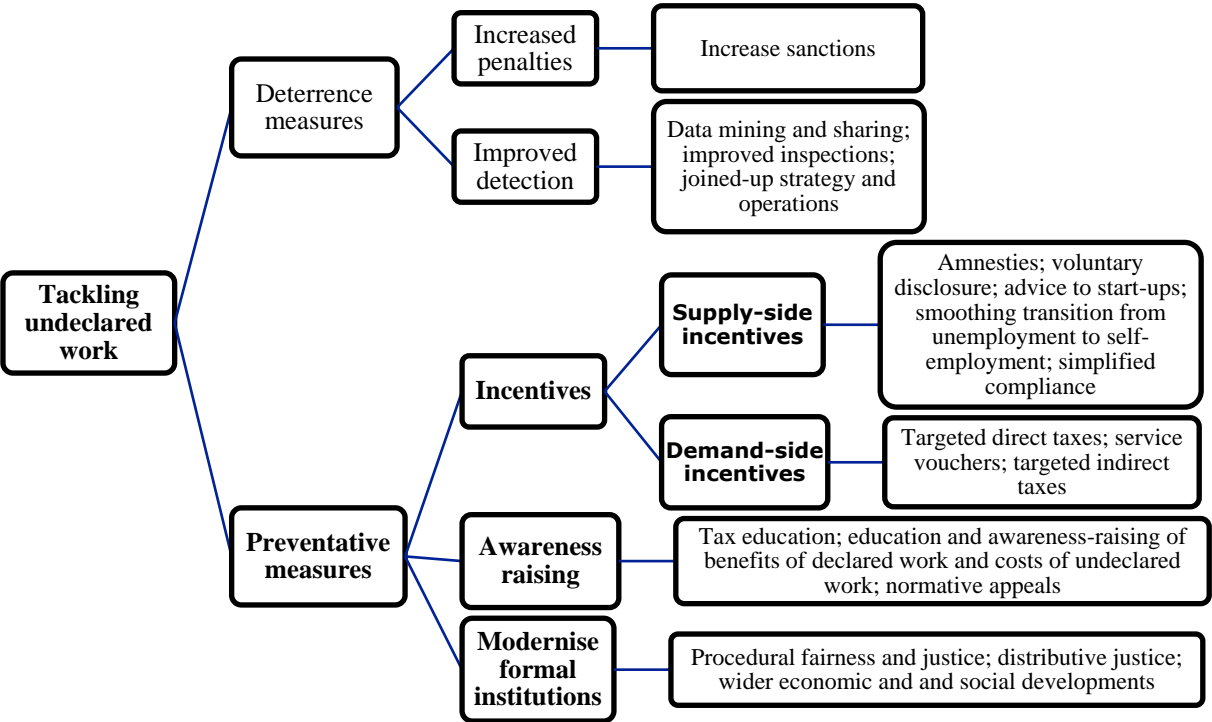 Tackling
undeclared
work
Deterrence
measures
Increased
penalties
Increase sanctions
Improved
detection
Data mining and sharing;
improved inspections;
joined-up strategy and
operations
Preventative
measures
Incentives
Supply-side
incentives
Amnesties; voluntary
disclosure; advice to start-ups;
smoothing transition from
unemployment to self-
employment; simplified
compliance
Demand-side
incentives
Targeted direct taxes; service
vouchers; targeted indirect
taxes
Awareness
raising
Tax education; education and awareness-raising of
benefits of declared work and costs of undeclared
work; normative appeals
Modernise
formal
institutions
Procedural fairness and justice; distributive justice;
wider economic and and social developments